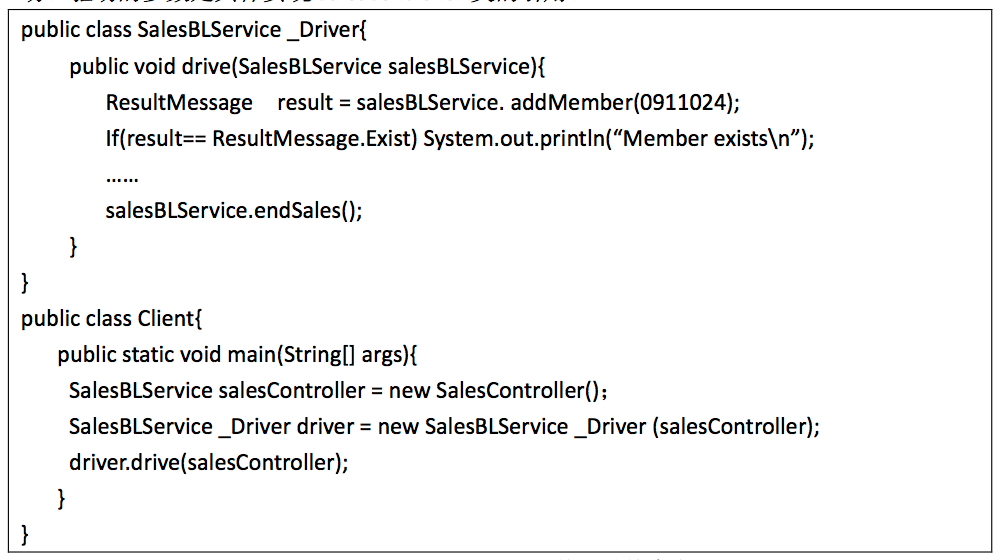 public class SalesBLService _Driver{
public void drive(SalesBLService salesBLService){
ResultMessage result = salesBLService. addMember(0911024);
If(result== ResultMessage.Exist) System.out.println(“Member exists\n”);
……
salesBLService.endSales();
}
}
public class Client{
public static void main(String[] args){
SalesBLService salesController = new SalesController()；
SalesBLService _Driver driver = new SalesBLService _Driver (salesController);
driver.drive(salesController);
}
}